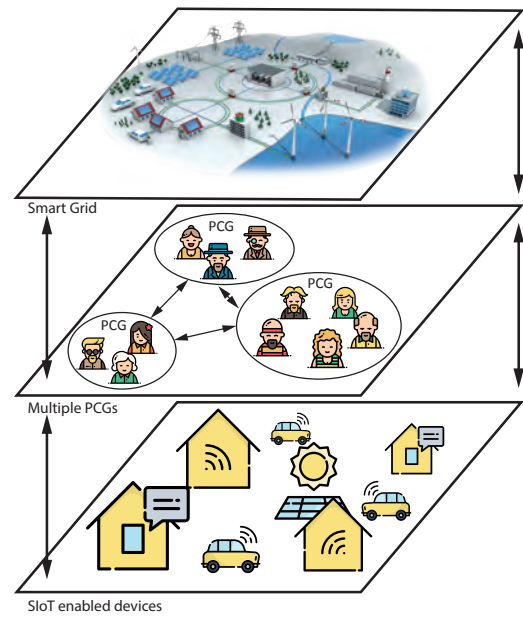 Smart Grid
PCG
PCG
PCG
Multiple PCGs
SIoT enabled devices